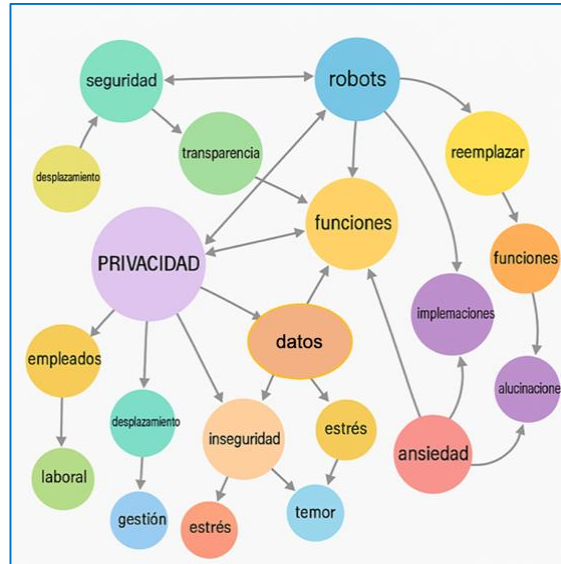 seguridad
robots
desplazamiento
transparencia
reemplazar
funciones
PRIVACIDAD
funciones
implemaciones
datos
empleados
alucinacione
desplazamiento
inseguridad
estrés
ansiedad
laboral
gestión
estrés
temor